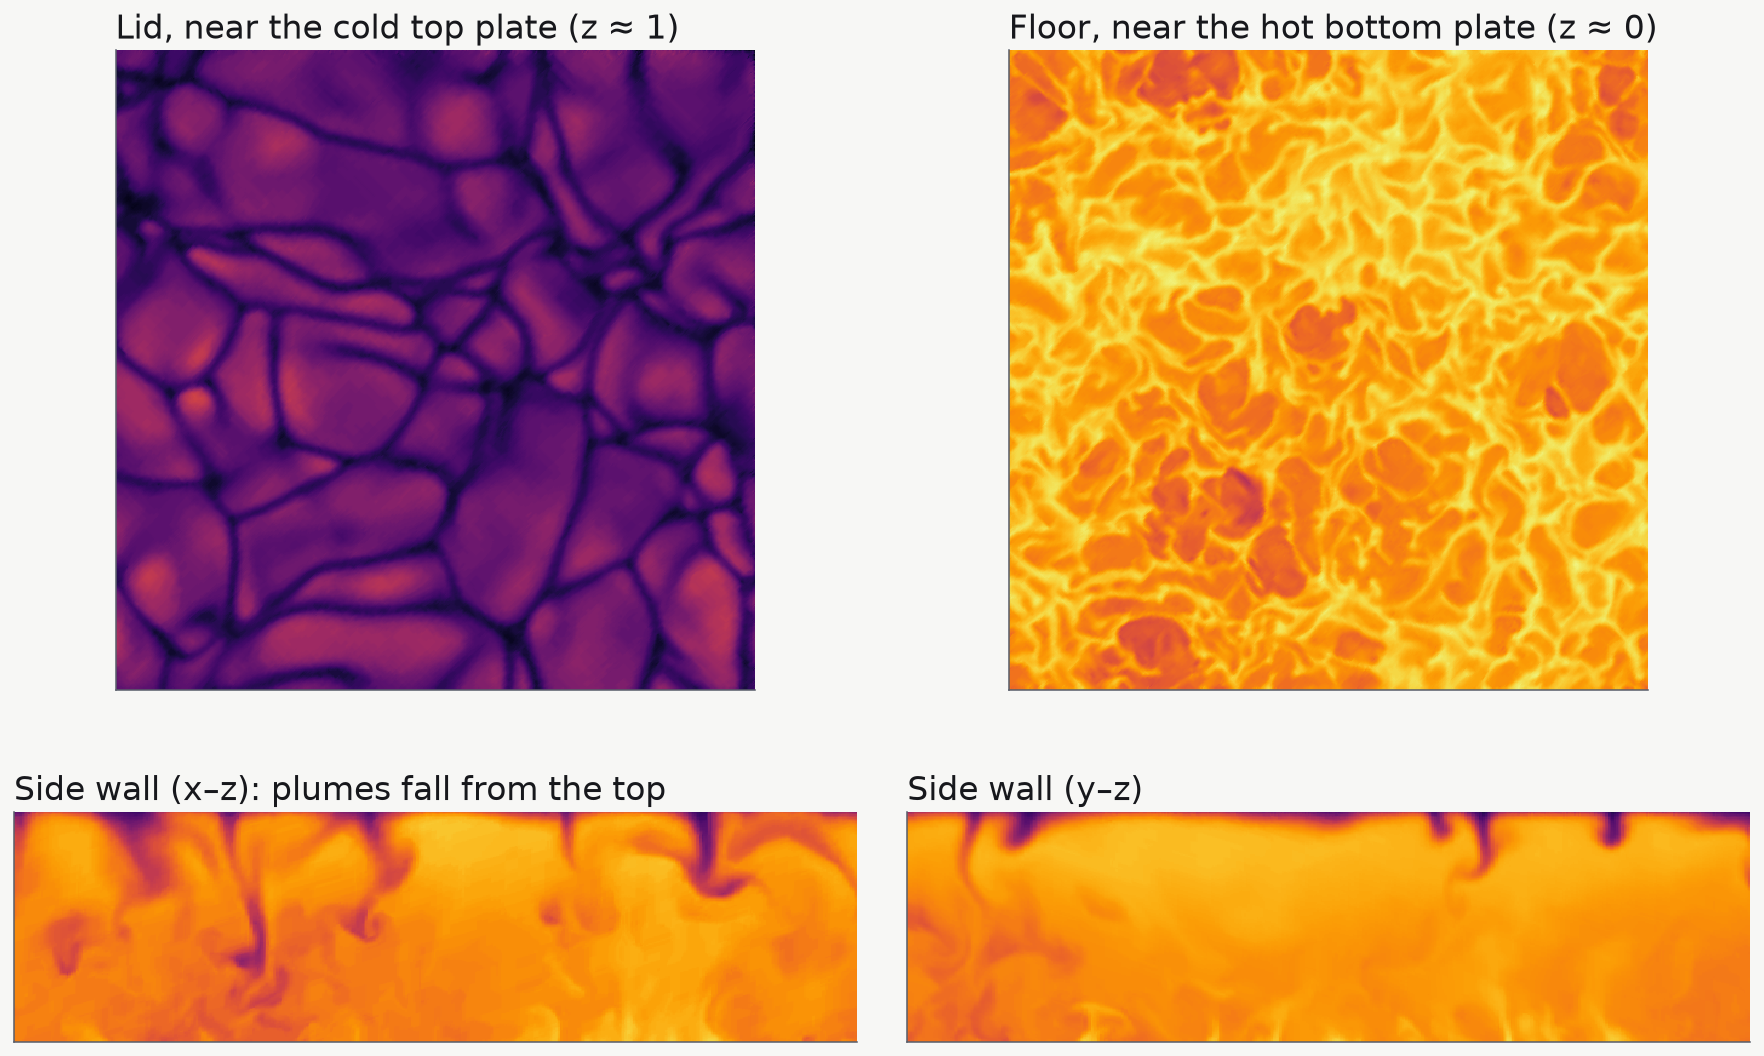 Lid, near the cold top plate (z ≈ 1)
Floor, near the hot bottom plate (z ≈ 0)
Side wall (x–z): plumes fall from the top
Side wall (y–z)